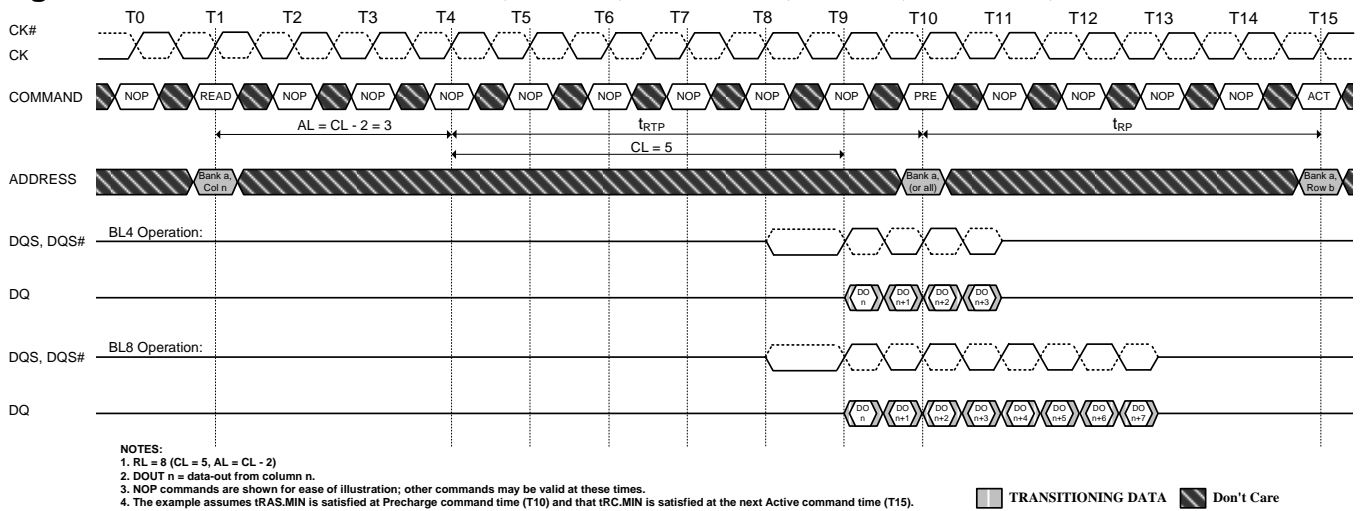 T0 T1 T2 T3 T4 T5 T6 T7 T8 T9 T10 T11 T12 T13 T14 T15
CK#
CK
COMMAND NOP READ NOP NOP NOP NOP NOP NOP NOP NOP PRE NOP NOP NOP NOP ACT
AL = CL - 2 = 3 tRTP tRP
CL = 5
ADDRESS Bank a, Col n Bank a, (or all) Bank a, Row b
DQS, DQS# BL4 Operation:
DQ DO n DO n+1 DO n+2 DO n+3
DQS, DQS# BL8 Operation:
DQ DO n DO n+1 DO n+2 DO n+3 DO n+4 DO n+5 DO n+6 DO n+7
NOTES:
1. RL = 8 (CL = 5, AL = CL - 2)
2. DOUT n = data-out from column n.
3. NOP commands are shown for ease of illustration; other commands may be valid at these times.
4. The example assumes tRAS.MIN is satisfied at Precharge command time (T10) and that tRC.MIN is satisfied at the next Active command time (T15).
TRANSITIONING DATA Don't Care